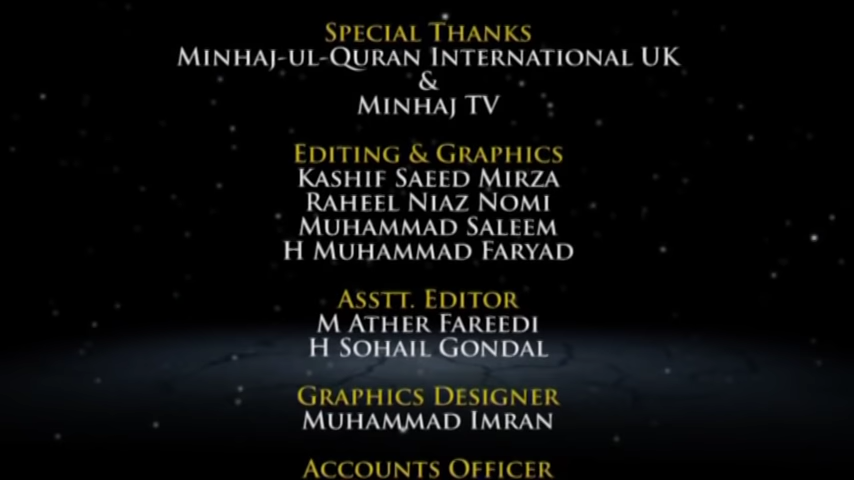 SPECIAL THANKS
MINHAJ-UL-QURAN INTERNATIONAL UK
&
MINHAJ TV
EDITING & GRAPHICS
KASHIF SAEED MIRZA
RAHEEL NIAZ NOMI
MUHAMMAD SALEEM
H MUHAMMAD FARYAD
ASSTT. EDITOR
M ATHER FAREEDI
H SOHAIL GONDAL
GRAPHICS DESIGNER
MUHAMMAD IMRAN
ACCOUNTS OFFICER